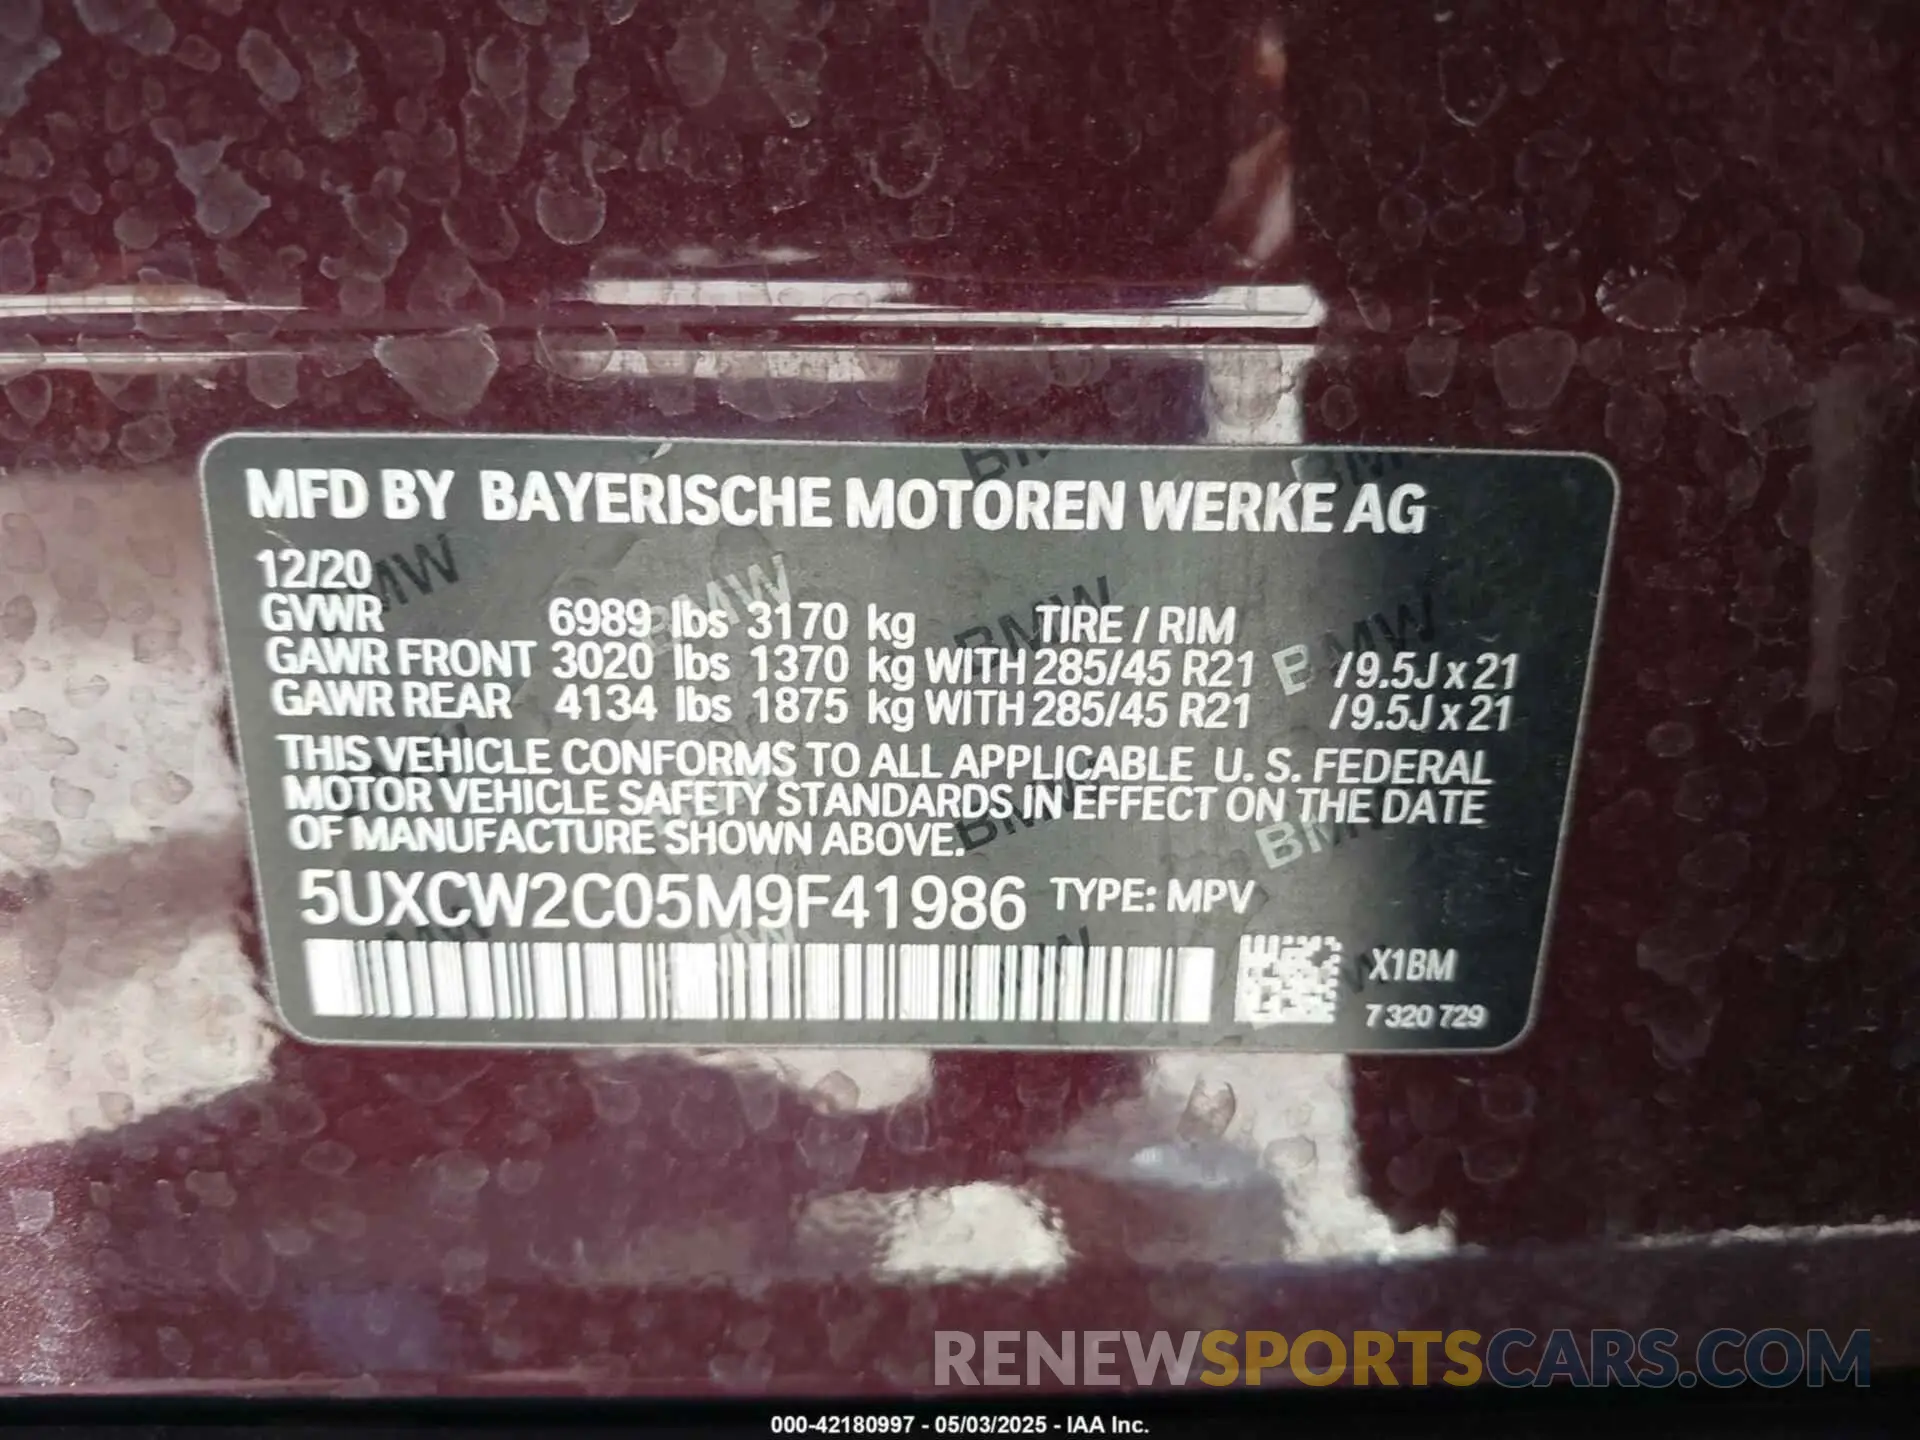 MFD BY BAYERISCHE MOTOREN WERKE AG
12/20
GVWR 6989 lbs 3170 kg TIRE / RIM
GAWR FRONT 3020 lbs 1370 kg WITH 285/45 R21 /9.5J x 21
GAWR REAR 4134 lbs 1875 kg WITH 285/45 R21 /9.5J x 21
THIS VEHICLE CONFORMS TO ALL APPLICABLE U. S. FEDERAL
MOTOR VEHICLE SAFETY STANDARDS IN EFFECT ON THE DATE
OF MANUFACTURE SHOWN ABOVE.
5UXCW2C05M9F41986 TYPE: MPV
X1BM
7 320 729
RENEWSPORTSCARS.COM
000-42180997 - 05/03/2025 - IAA Inc.